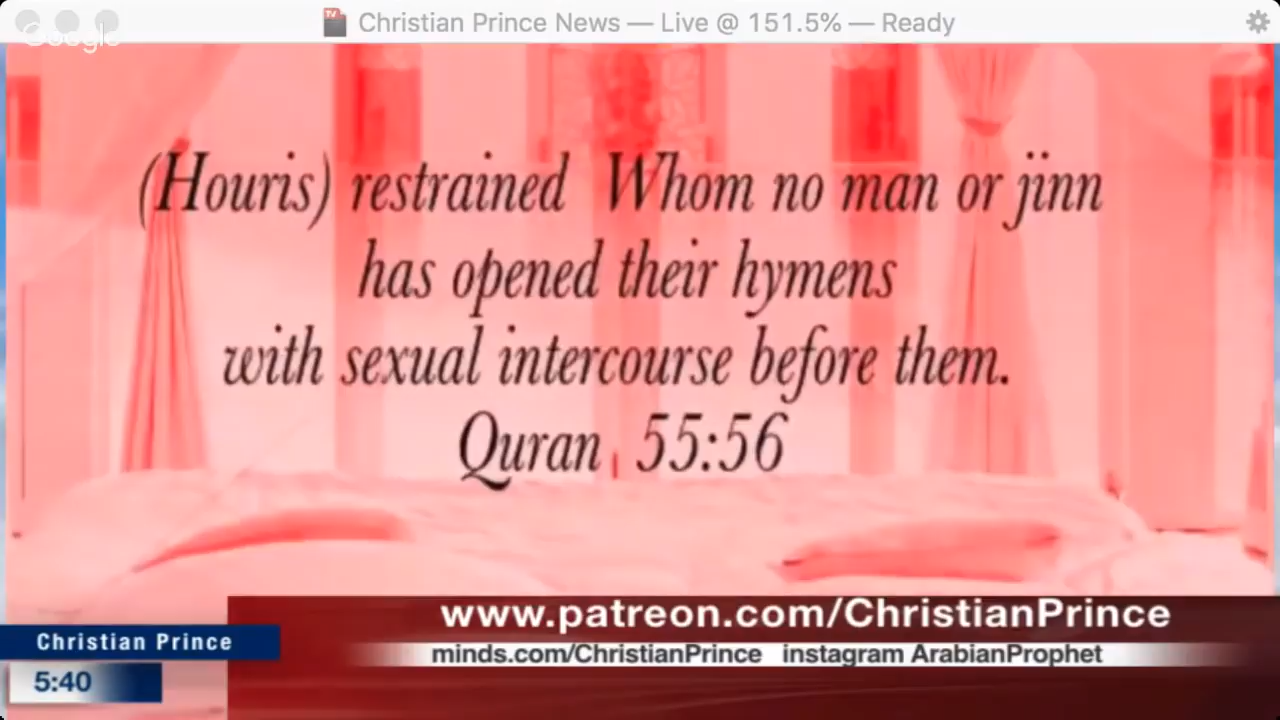 Christian Prince News — Live @ 151.5% — Ready
Google
(Houris) restrained Whom no man or jinn
has opened their hymens
with sexual intercourse before them.
Quran 55:56
www.patreon.com/ChristianPrince
Christian Prince
minds.com/ChristianPrince instagram ArabianProphet
5:40